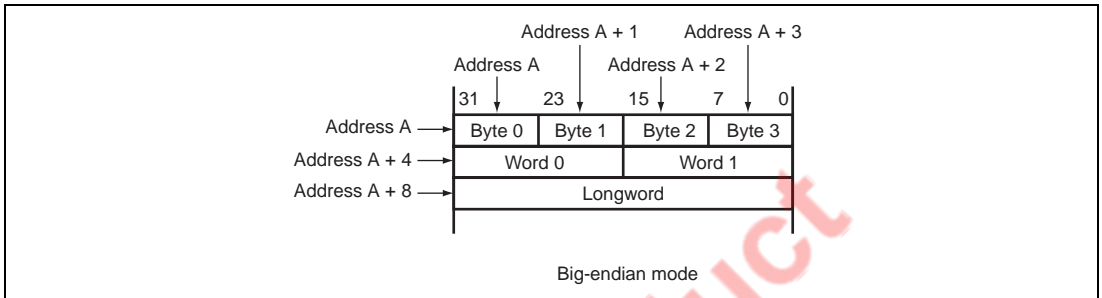 Address A + 1 Address A + 3
Address A Address A + 2
31 23 15 7 0
Address A Byte 0 Byte 1 Byte 2 Byte 3
Address A + 4 Word 0 Word 1
Address A + 8 Longword
Big-endian mode